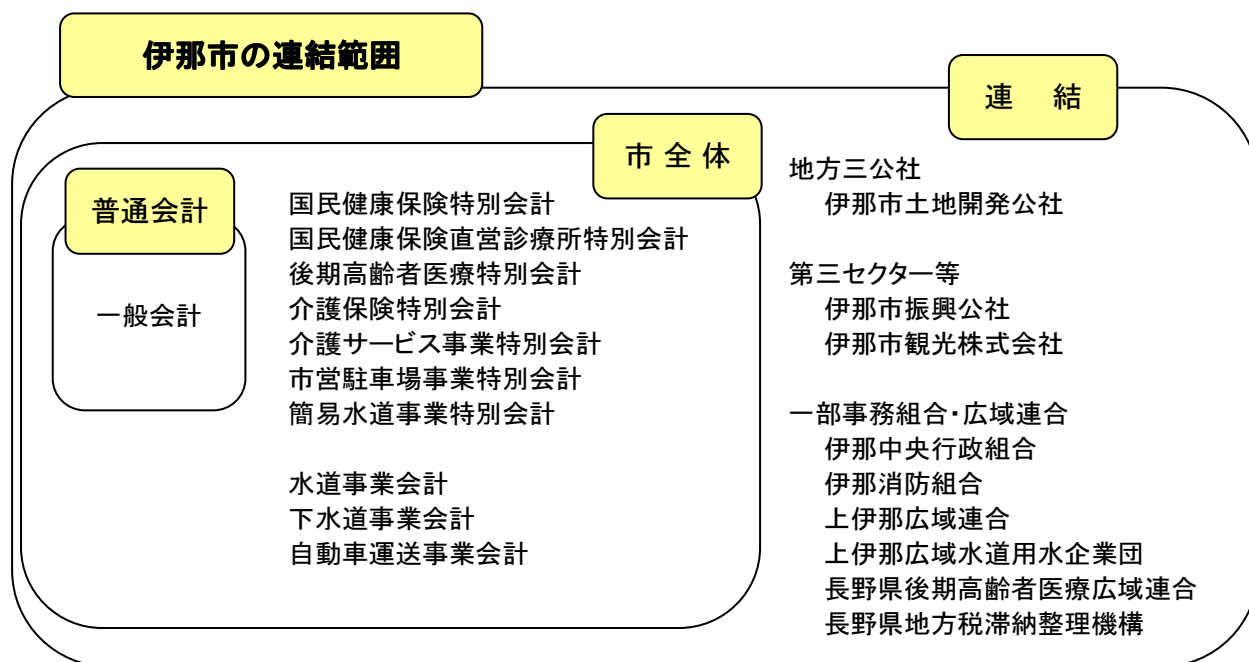 伊那市の連結範囲
連　結
市 全 体
普通会計
一般会計
国民健康保険特別会計
国民健康保険直営診療所特別会計
後期高齢者医療特別会計
介護保険特別会計
介護サービス事業特別会計
市営駐車場事業特別会計
簡易水道事業特別会計
水道事業会計
下水道事業会計
自動車運送事業会計
地方三公社
伊那市土地開発公社
第三セクター等
伊那市振興公社
伊那市観光株式会社
一部事務組合・広域連合
伊那中央行政組合
伊那消防組合
上伊那広域連合
上伊那広域水道用水企業団
長野県後期高齢者医療広域連合
長野県地方税滞納整理機構